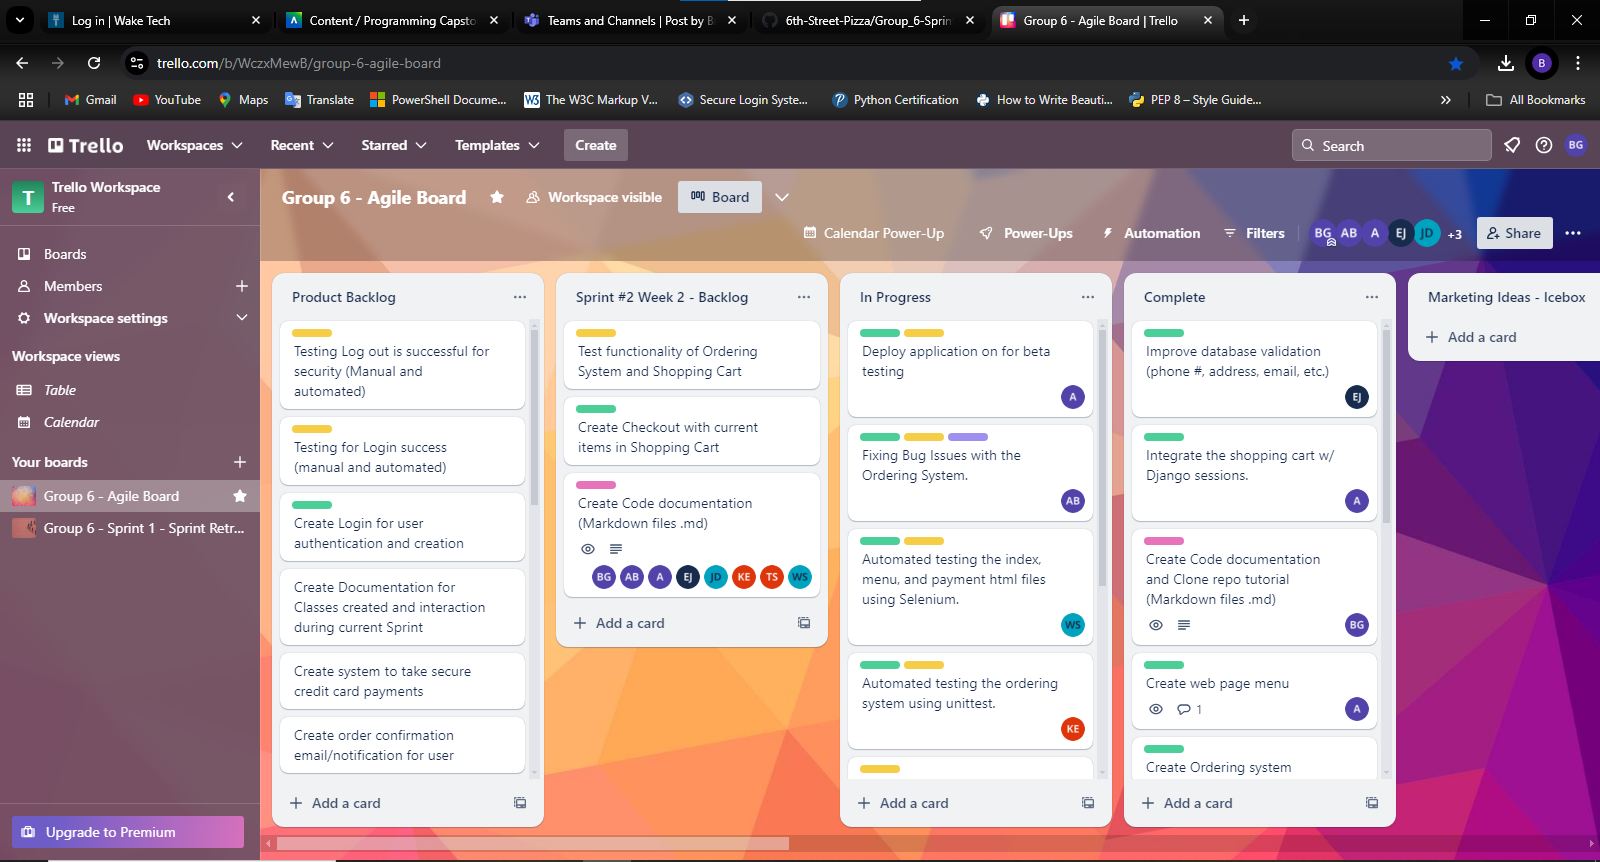 Log in | Wake Tech
Content / Programming Capsto
Teams and Channels | Post by B
6th-Street-Pizza/Group_6-Sprin
Group 6 - Agile Board | Trello
trello.com/b/WczxMewB/group-6-agile-board
B
Gmail
YouTube
Maps
Translate
PowerShell Docume...
The W3C Markup V...
Secure Login Syste...
Python Certification
How to Write Beauti...
PEP 8 – Style Guide...
All Bookmarks
Trello
Workspaces
Recent
Starred
Templates
Create
Search
BG
T
Trello Workspace
Free
Boards
Members
Workspace settings
Workspace views
Table
Calendar
Your boards
Group 6 - Agile Board
Group 6 - Sprint 1 - Sprint Retr...
Upgrade to Premium
Group 6 - Agile Board
Workspace visible
Board
Calendar Power-Up
Power-Ups
Automation
Filters
BG AB A EJ JD +3
Share
Product Backlog
Testing Log out is successful for
security (Manual and
automated)
Testing for Login success
(manual and automated)
Create Login for user
authentication and creation
Create Documentation for
Classes created and interaction
during current Sprint
Create system to take secure
credit card payments
Create order confirmation
email/notification for user
Add a card
Sprint #2 Week 2 - Backlog
Test functionality of Ordering
System and Shopping Cart
Create Checkout with current
items in Shopping Cart
Create Code documentation
(Markdown files .md)
BG AB A EJ JD KE TS WS
Add a card
In Progress
Deploy application on for beta
testing
A
Fixing Bug Issues with the
Ordering System.
AB
Automated testing the index,
menu, and payment html files
using Selenium.
WS
Automated testing the ordering
system using unittest.
KE
Add a card
Complete
Improve database validation
(phone #, address, email, etc.)
EJ
Integrate the shopping cart w/
Django sessions.
A
Create Code documentation
and Clone repo tutorial
(Markdown files .md)
BG
Create web page menu
1
A
Create Ordering system
Add a card
Marketing Ideas - Icebox
Add a card